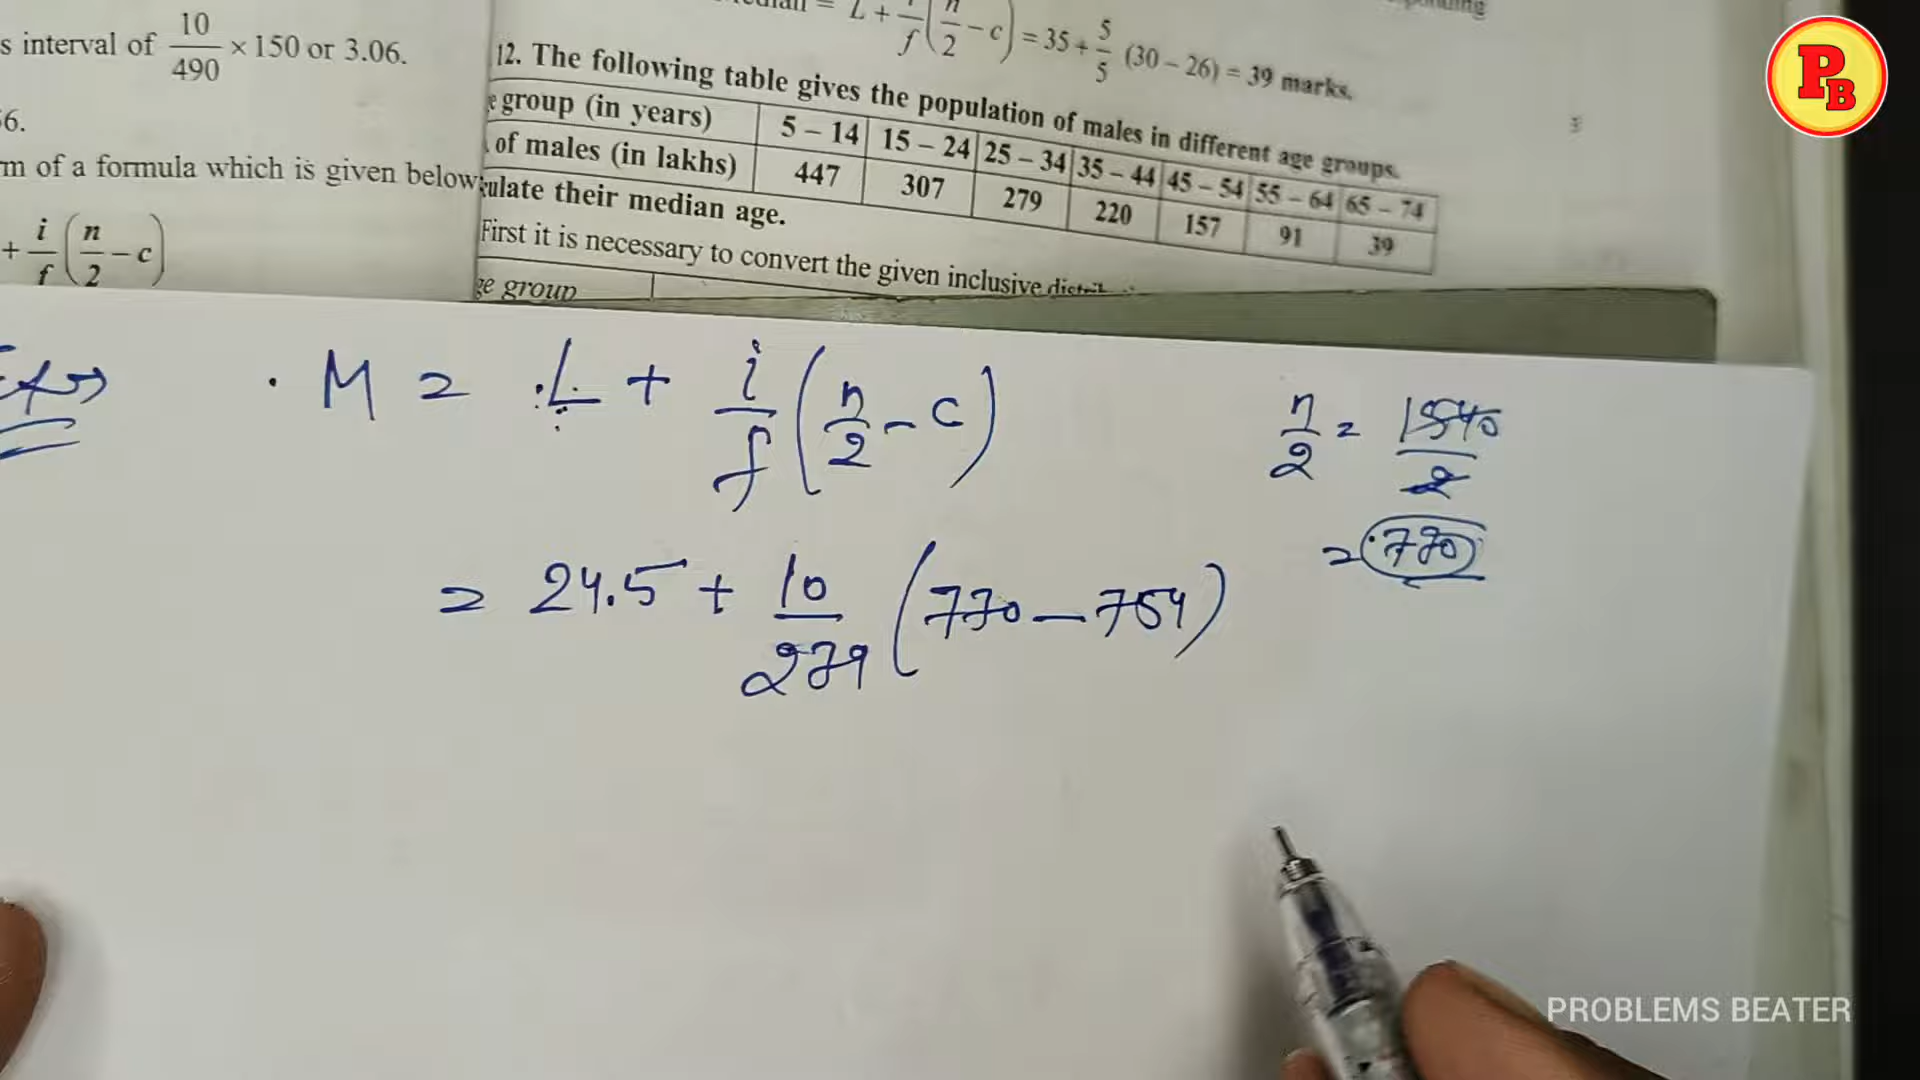 s interval of 10/490 × 150 or 3.06.
6.
m of a formula which is given below
+ i/f (n/2 − c)
= L + i/f (n/2 − c) = 35 + 5/5 (30 − 26) = 39 marks.
12. The following table gives the population of males in different age groups.
group (in years) 5 – 14 15 – 24 25 – 34 35 – 44 45 – 54 55 – 64 65 – 74
of males (in lakhs) 447 307 279 220 157 91 39
ulate their median age.
First it is necessary to convert the given inclusive
ge group
M = L + i/f (n/2 − c)
n/2 = 1540/2
= 770
= 24.5 + 10/279 (770 − 754)
PB
PROBLEMS BEATER